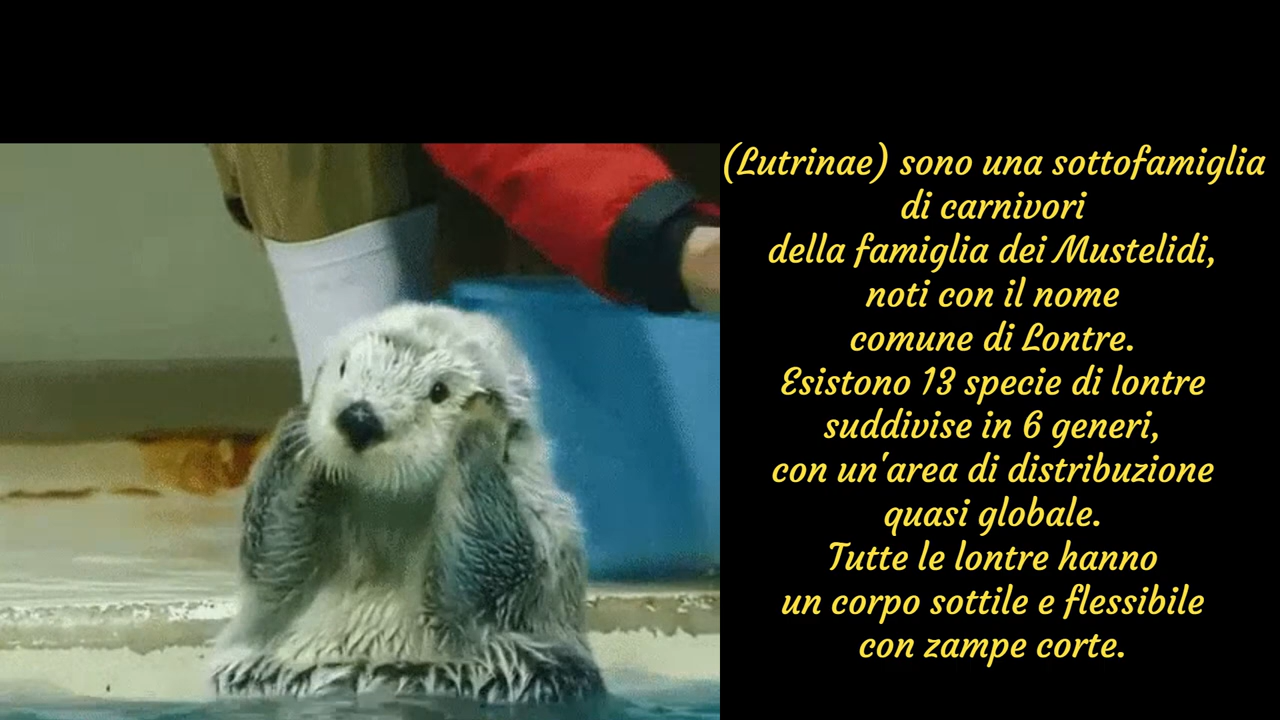 (Lutrinae) sono una sottofamiglia
di carnivori
della famiglia dei Mustelidi,
noti con il nome
comune di Lontre.
Esistono 13 specie di lontre
suddivise in 6 generi,
con un'area di distribuzione
quasi globale.
Tutte le lontre hanno
un corpo sottile e flessibile
con zampe corte.